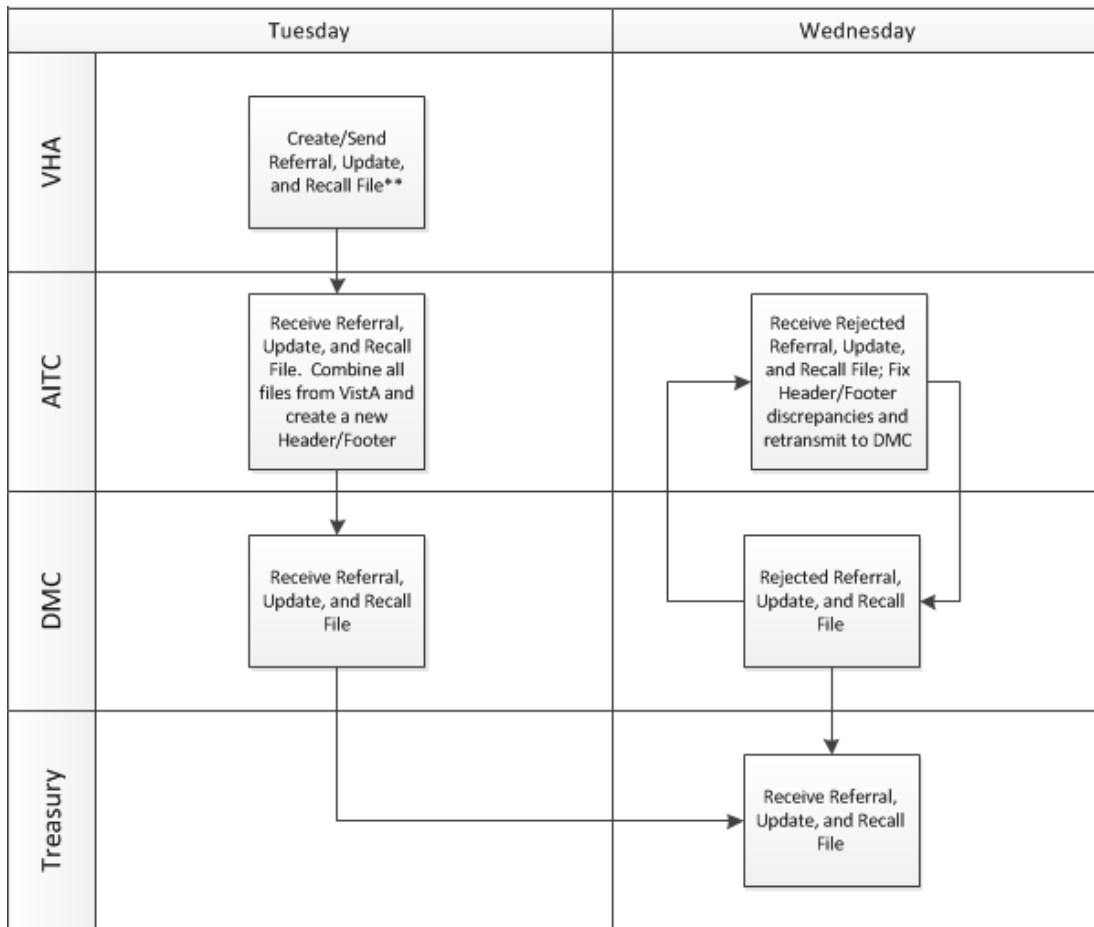 Tuesday
Wednesday
VHA
Create/Send
Referral, Update,
and Recall File**
AITC
Receive Referral,
Update, and Recall
File. Combine all
files from VistA and
create a new
Header/Footer
Receive Rejected
Referral, Update,
and Recall File; Fix
Header/Footer
discrepancies and
retransmit to DMC
DMC
Receive Referral,
Update, and Recall
File
Rejected Referral,
Update, and Recall
File
Treasury
Receive Referral,
Update, and Recall
File